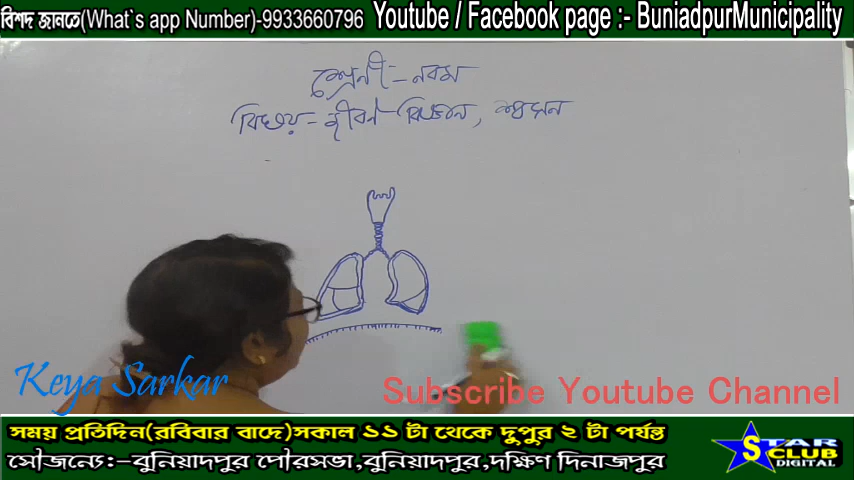 বিশদ জানতে(What`s app Number)-9933660796 Youtube / Facebook page :- BuniadpurMunicipality
শ্রেনী - নবম
বিষয় - জীবন বিজ্ঞান, শ্বসন
Keya Sarkar
Subscribe Youtube Channel
সময় প্রতিদিন(রবিবার বাদে)সকাল ১১ টা থেকে দুপুর ২ টা পর্যন্ত
সৌজন্যে:-বুনিয়াদপুর পৌরসভা,বুনিয়াদপুর,দক্ষিণ দিনাজপুর
STAR
CLUB
DIGITAL